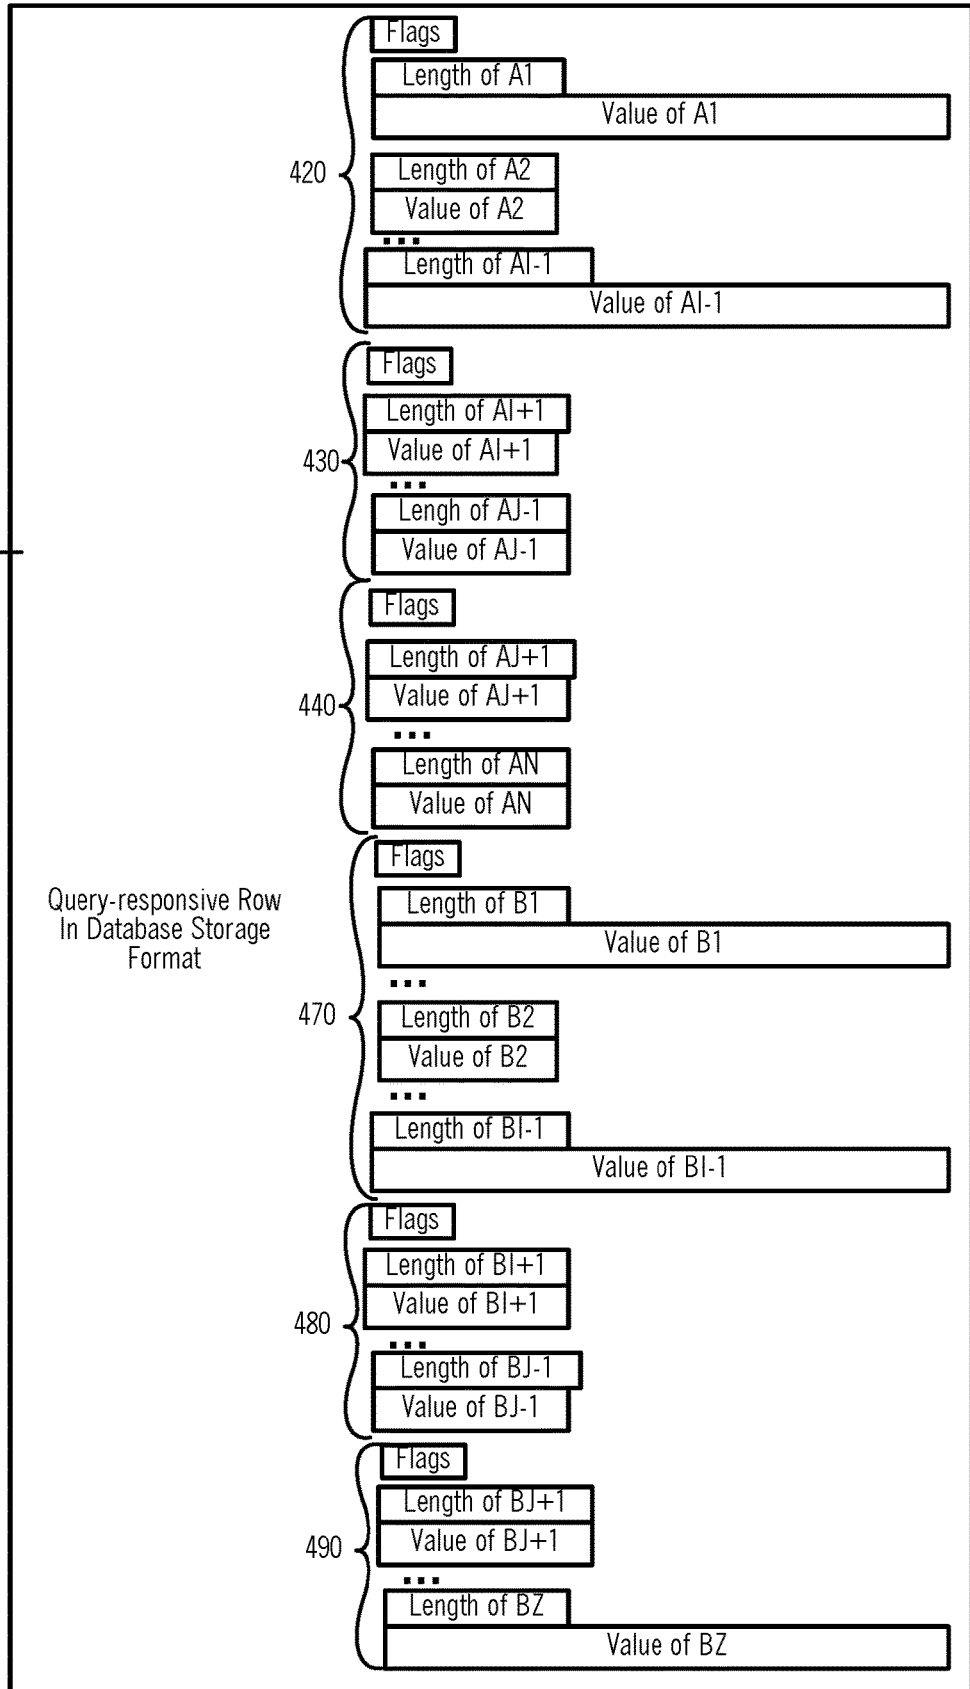 Flags
Length of A1
Value of A1
420
Length of A2
Value of A2
...
Length of AI-1
Value of AI-1
Flags
Length of AI+1
Value of AI+1
430
...
Lengh of AJ-1
Value of AJ-1
Flags
Length of AJ+1
Value of AJ+1
440
...
Length of AN
Value of AN
Flags
Query-responsive Row
In Database Storage
Format
Length of B1
Value of B1
...
470
Length of B2
Value of B2
...
Length of BI-1
Value of BI-1
Flags
Length of BI+1
Value of BI+1
480
...
Length of BJ-1
Value of BJ-1
Flags
Length of BJ+1
Value of BJ+1
490
...
Length of BZ
Value of BZ